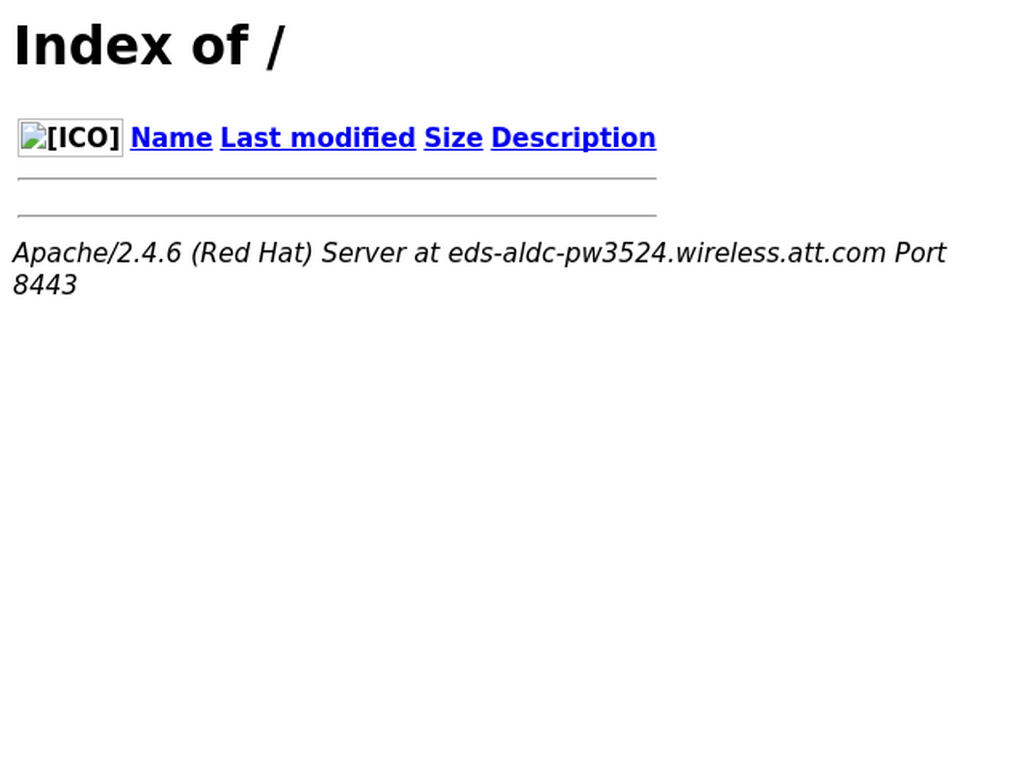 Index of /
[ICO] Name Last modified Size Description
Apache/2.4.6 (Red Hat) Server at eds-aldc-pw3524.wireless.att.com Port
8443